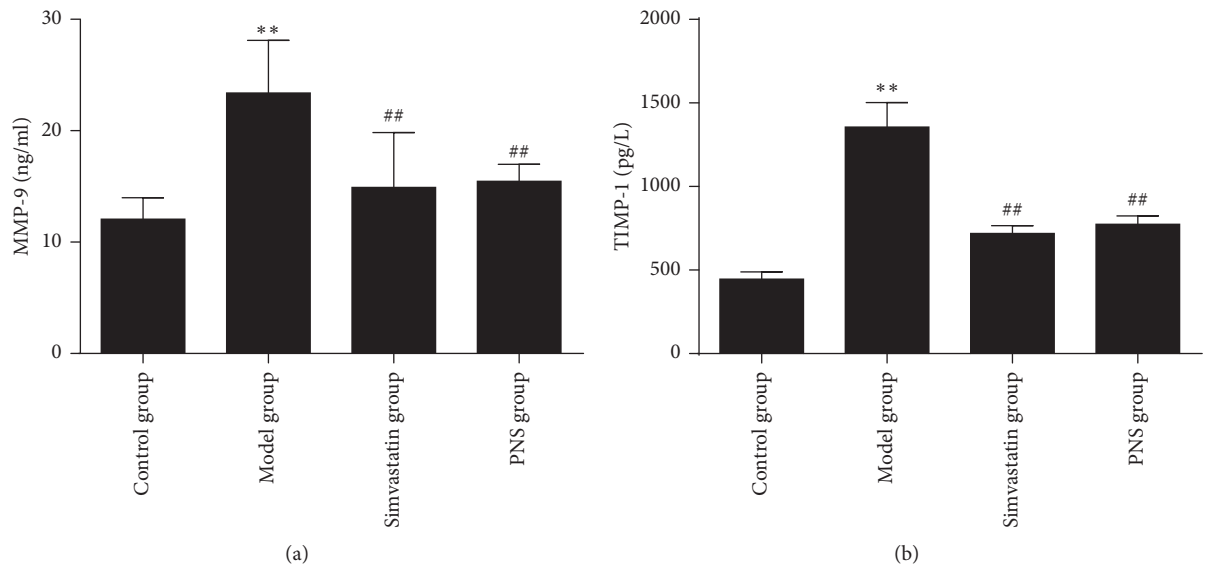 30
**
20
##
##
10
0
MMP-9 (ng/ml)
Control group
Model group
Simvastatin group
PNS group
(a)
2000
**
1500
1000
##
##
500
0
TIMP-1 (pg/L)
Control group
Model group
Simvastatin group
PNS group
(b)